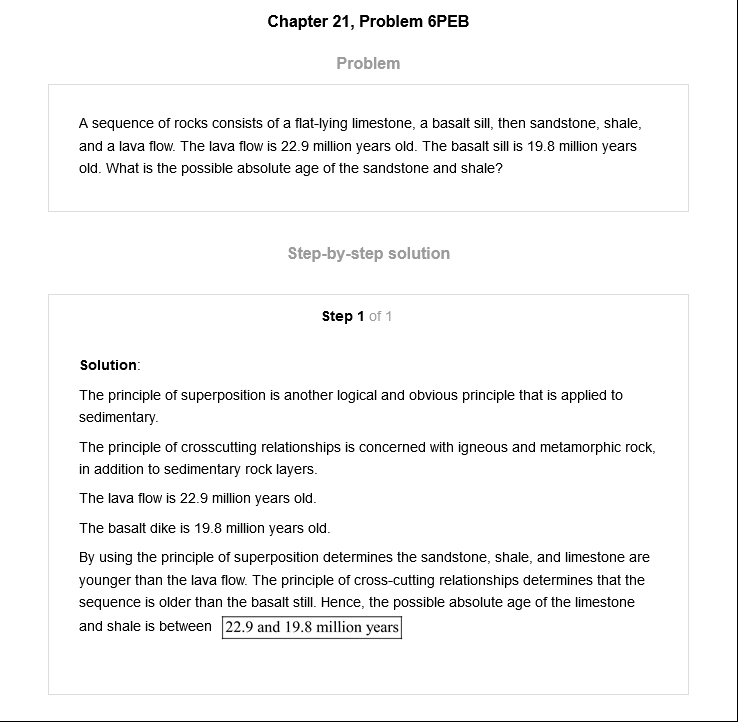 Chapter 21, Problem 6PEB
Problem
A sequence of rocks consists of a flat-lying limestone, a basalt sill, then sandstone, shale,
and a lava flow. The lava flow is 22.9 million years old. The basalt sill is 19.8 million years
old. What is the possible absolute age of the sandstone and shale?
Step-by-step solution
Step 1 of 1
Solution:
The principle of superposition is another logical and obvious principle that is applied to
sedimentary.
The principle of crosscutting relationships is concerned with igneous and metamorphic rock,
in addition to sedimentary rock layers.
The lava flow is 22.9 million years old.
The basalt dike is 19.8 million years old.
By using the principle of superposition determines the sandstone, shale, and limestone are
younger than the lava flow. The principle of cross-cutting relationships determines that the
sequence is older than the basalt still. Hence, the possible absolute age of the limestone
and shale is between 22.9 and 19.8 million years